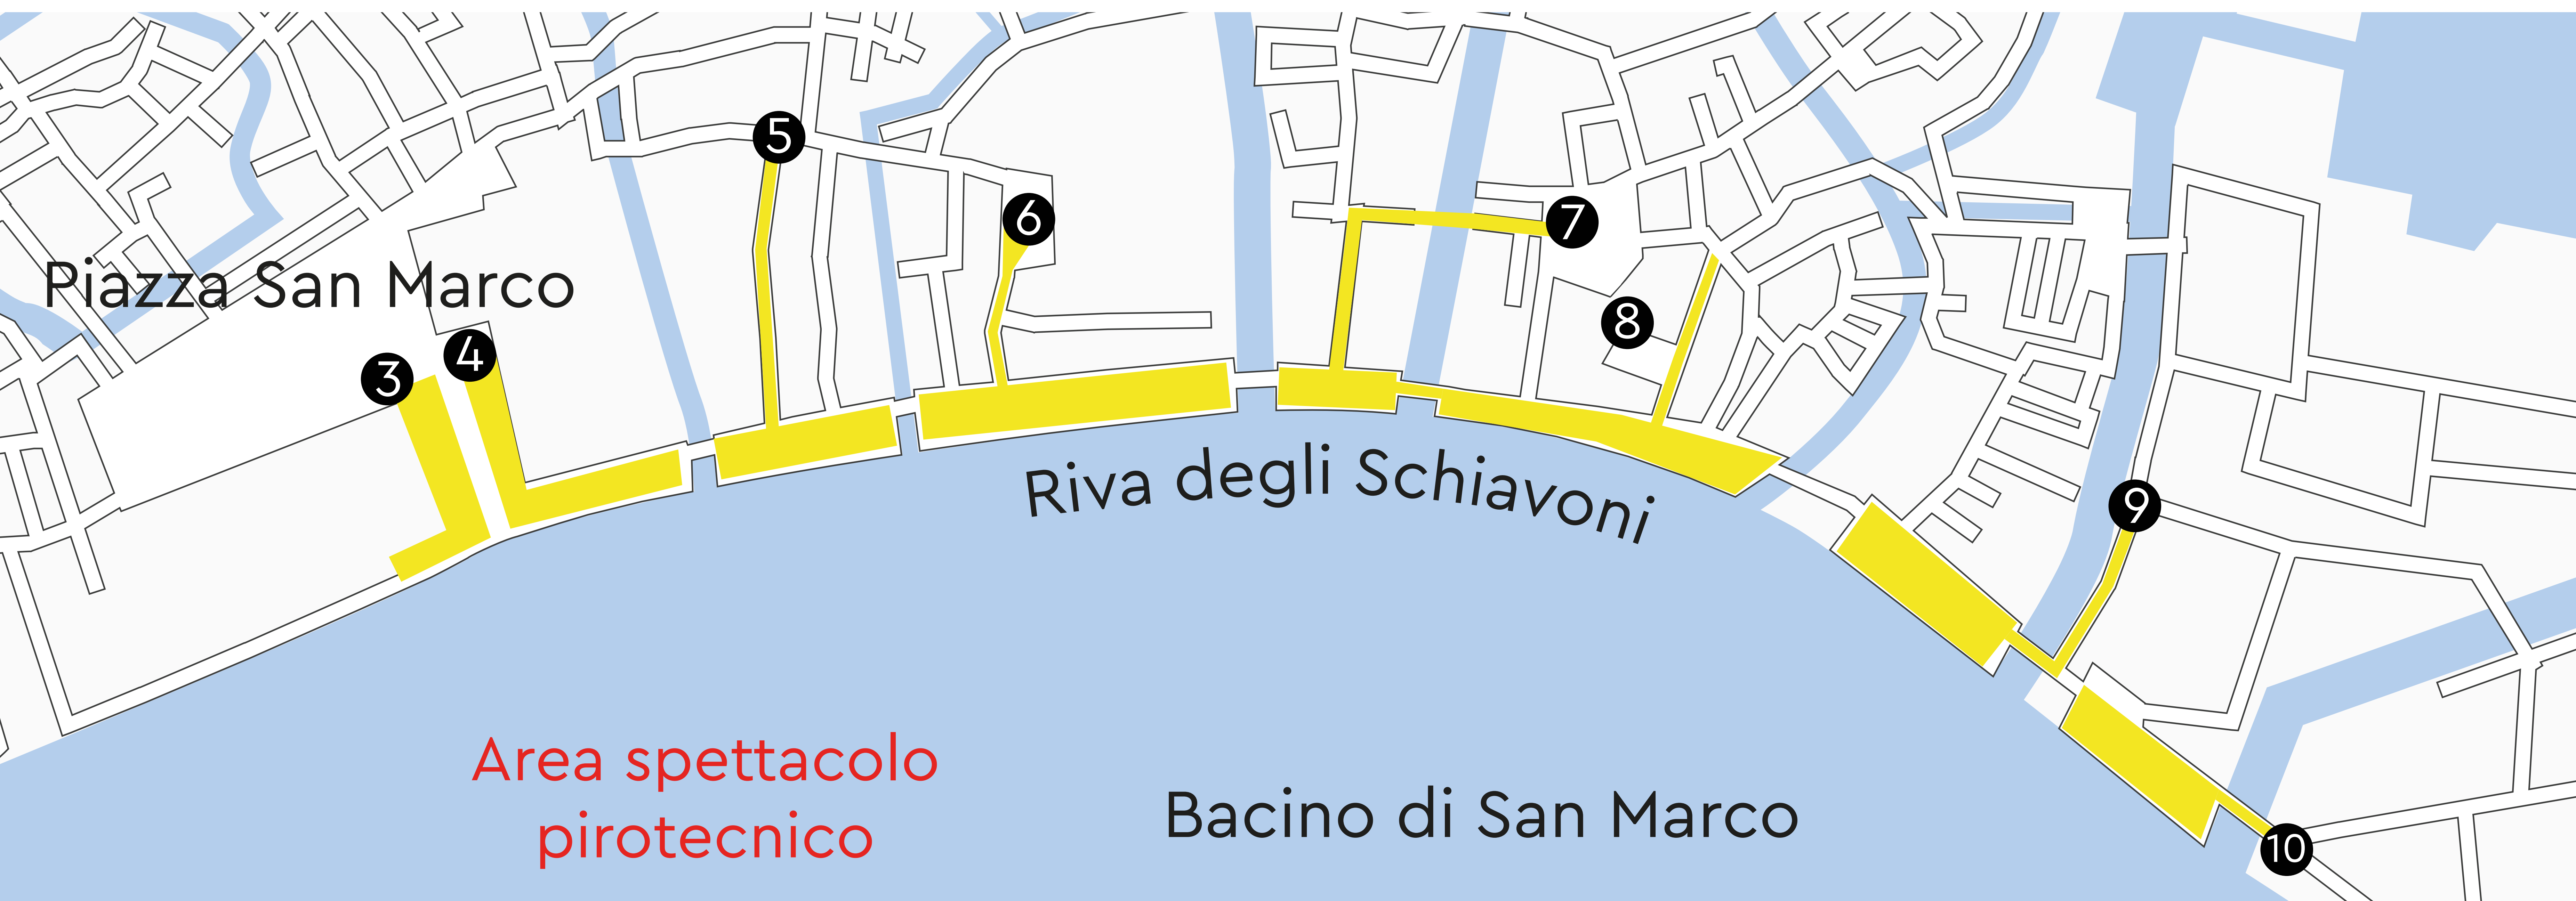 5
6
7
Piazza San Marco
8
4
3
Riva degli Schiavoni
9
Area spettacolo
pirotecnico
Bacino di San Marco
10